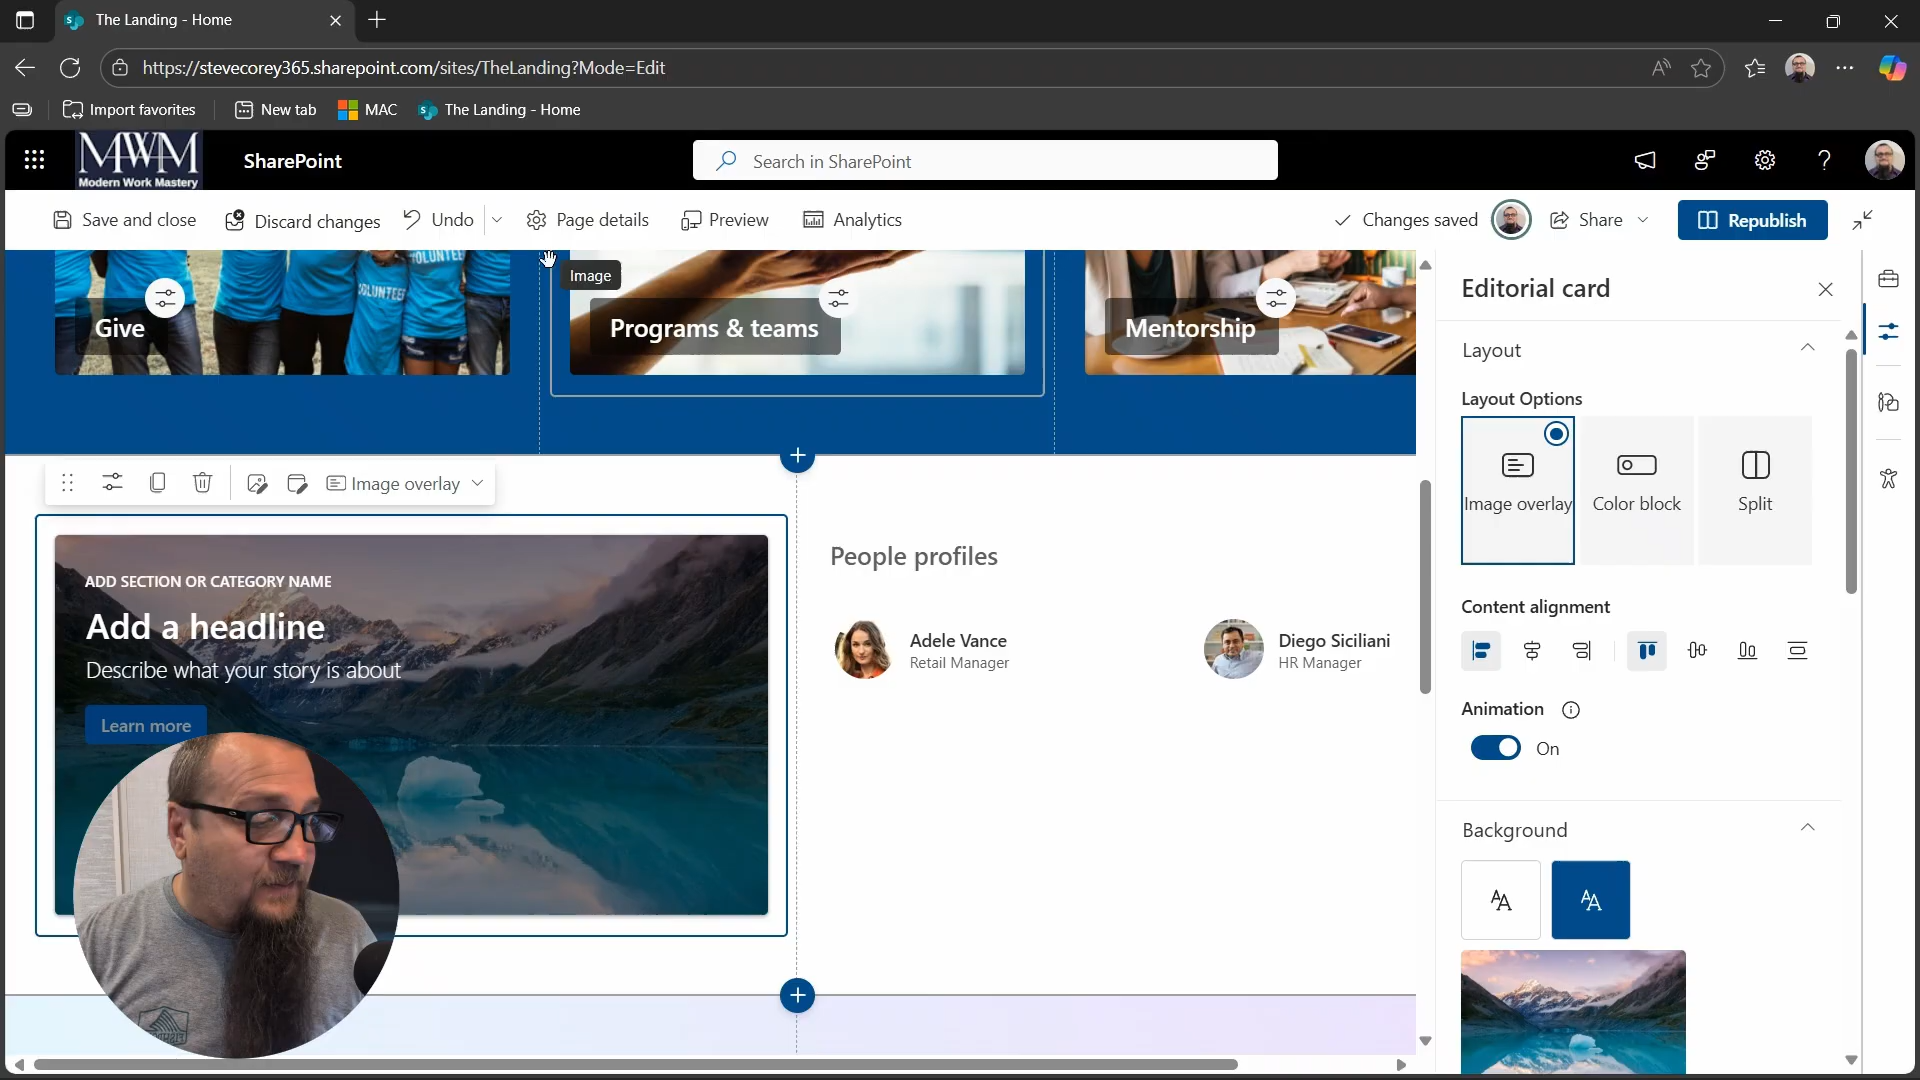 The Landing - Home
https://stevecorey365.sharepoint.com/sites/TheLanding?Mode=Edit
Import favorites
New tab
MAC
The Landing - Home
MWM
Modern Work Mastery
SharePoint
Search in SharePoint
Save and close
Discard changes
Undo
Page details
Preview
Analytics
Changes saved
Share
Republish
VOLUNTEER
VOLUNTEE
Image
Give
Programs & teams
Mentorship
Image overlay
ADD SECTION OR CATEGORY NAME
Add a headline
Describe what your story is about
Learn more
People profiles
Adele Vance
Retail Manager
Diego Siciliani
HR Manager
Editorial card
Layout
Layout Options
Image overlay
Color block
Split
Content alignment
Animation
On
Background